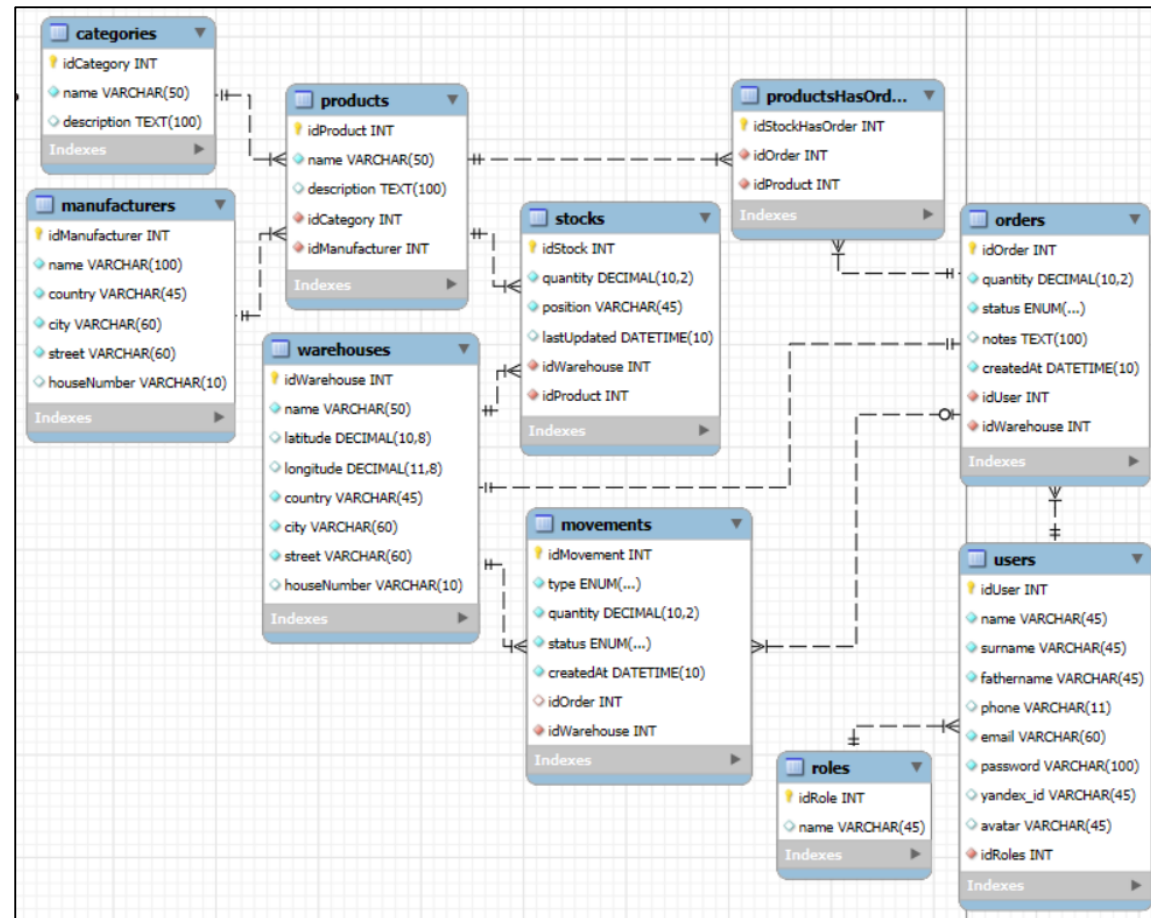 categories
idCategory INT
name VARCHAR(50)
description TEXT(100)
Indexes
manufacturers
idManufacturer INT
name VARCHAR(100)
country VARCHAR(45)
city VARCHAR(60)
street VARCHAR(60)
houseNumber VARCHAR(10)
Indexes
products
idProduct INT
name VARCHAR(50)
description TEXT(100)
idCategory INT
idManufacturer INT
Indexes
warehouses
idWarehouse INT
name VARCHAR(50)
latitude DECIMAL(10,8)
longitude DECIMAL(11,8)
country VARCHAR(45)
city VARCHAR(60)
street VARCHAR(60)
houseNumber VARCHAR(10)
Indexes
stocks
idStock INT
quantity DECIMAL(10,2)
position VARCHAR(45)
lastUpdated DATETIME(10)
idWarehouse INT
idProduct INT
Indexes
movements
idMovement INT
type ENUM(...)
quantity DECIMAL(10,2)
status ENUM(...)
createdAt DATETIME(10)
idOrder INT
idWarehouse INT
Indexes
productsHasOrd...
idStockHasOrder INT
idOrder INT
idProduct INT
Indexes
orders
idOrder INT
quantity DECIMAL(10,2)
status ENUM(...)
notes TEXT(100)
createdAt DATETIME(10)
idUser INT
idWarehouse INT
Indexes
roles
idRole INT
name VARCHAR(45)
Indexes
users
idUser INT
name VARCHAR(45)
surname VARCHAR(45)
fathername VARCHAR(45)
phone VARCHAR(11)
email VARCHAR(60)
password VARCHAR(100)
yandex_id VARCHAR(45)
avatar VARCHAR(45)
idRoles INT
Indexes